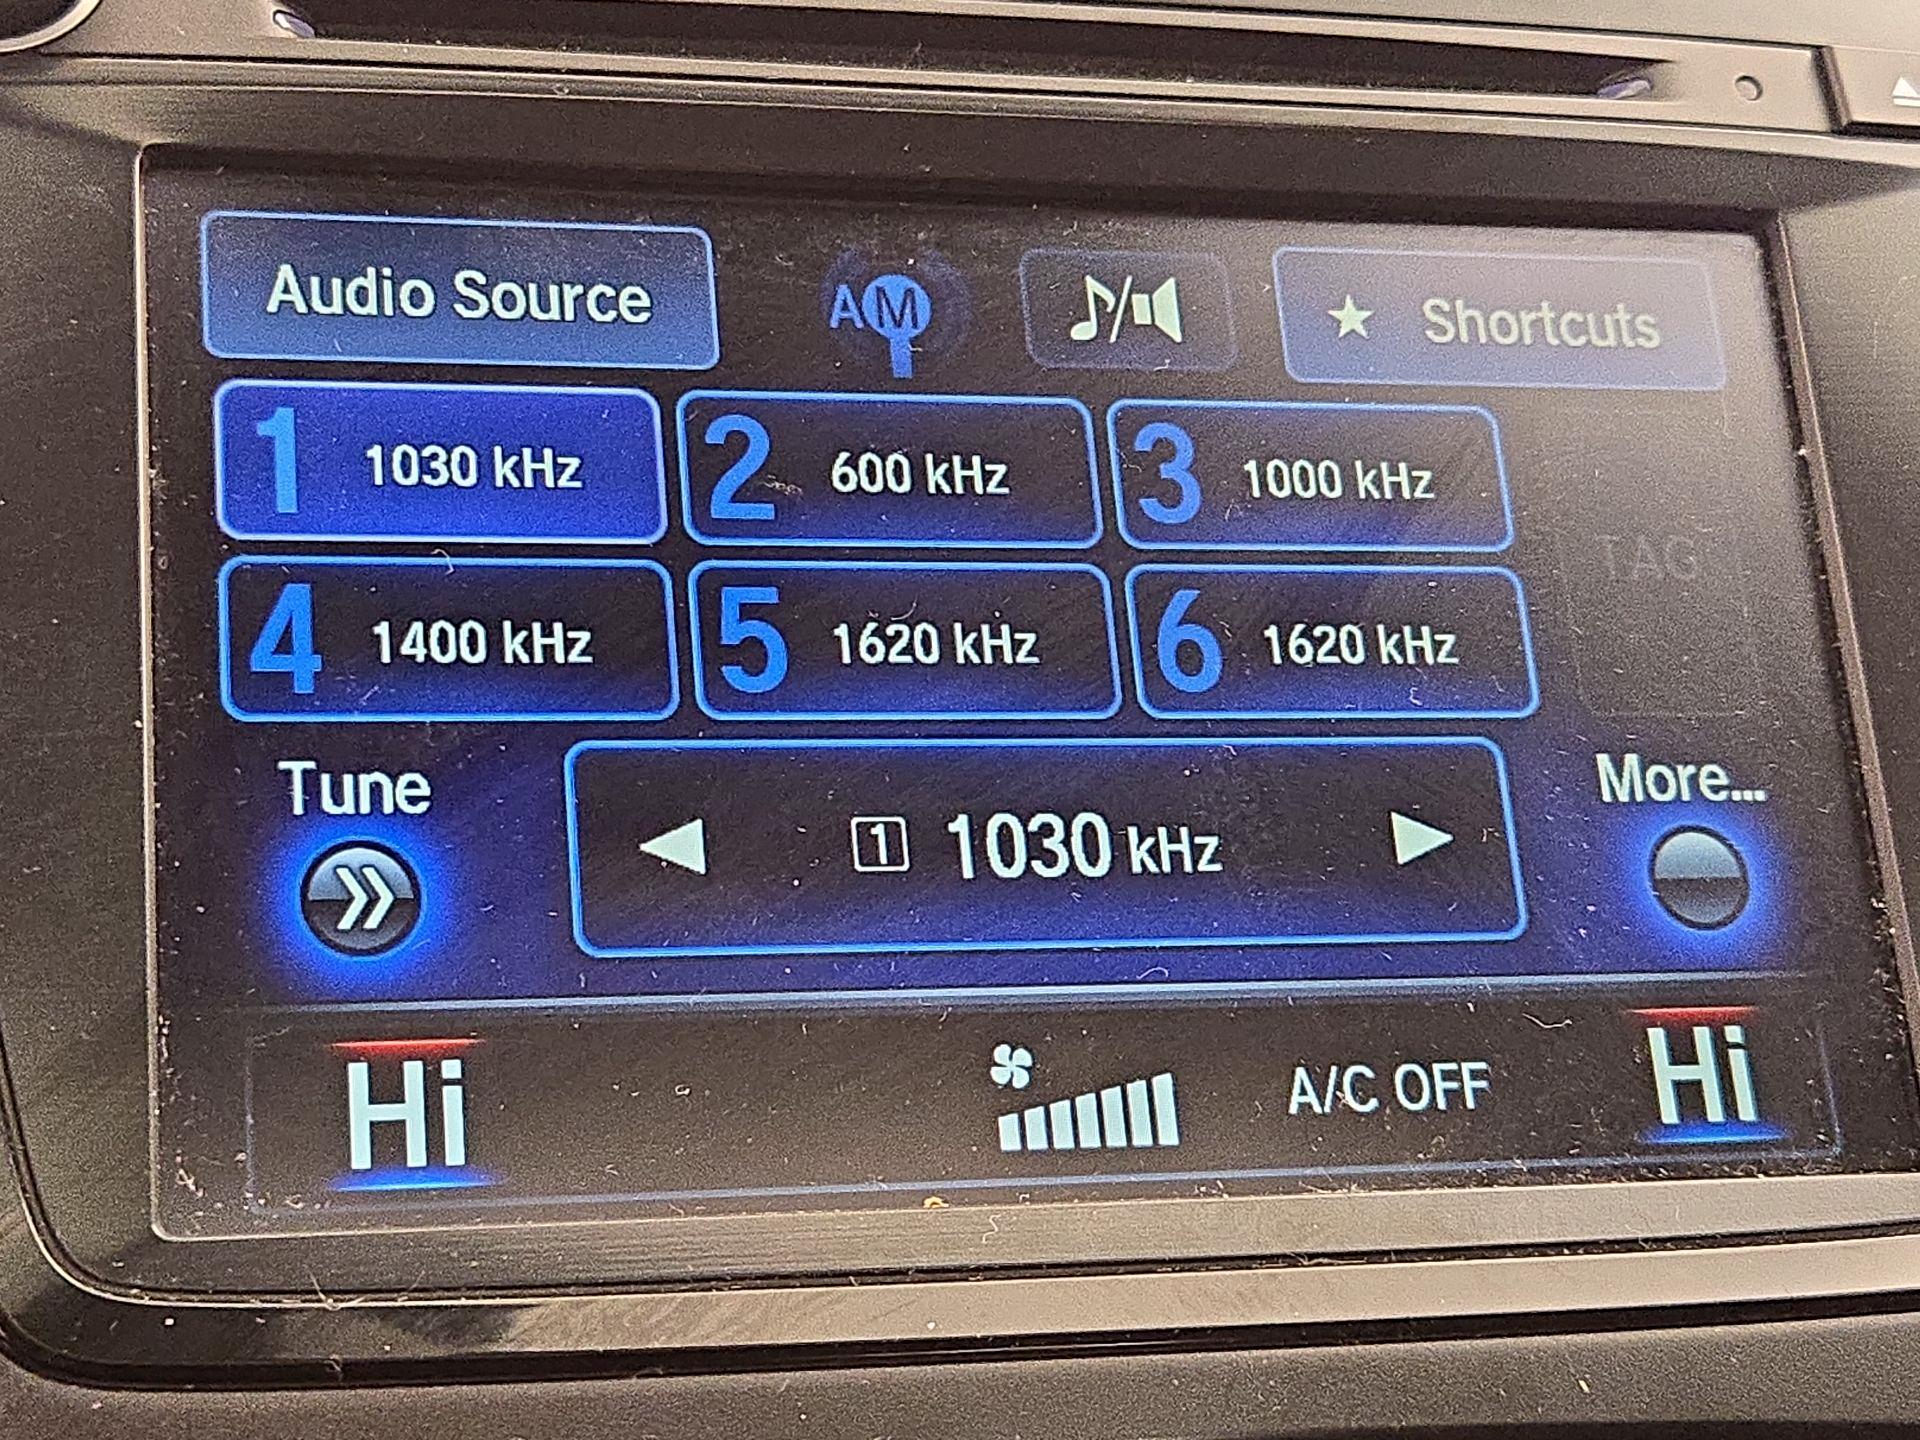 Audio Source AM Shortcuts
1 1030 kHz 2 600 kHz 3 1000 kHz
TAG
4 1400 kHz 5 1620 kHz 6 1620 kHz
Tune 1 1030 kHz More...
Hi A/C OFF Hi